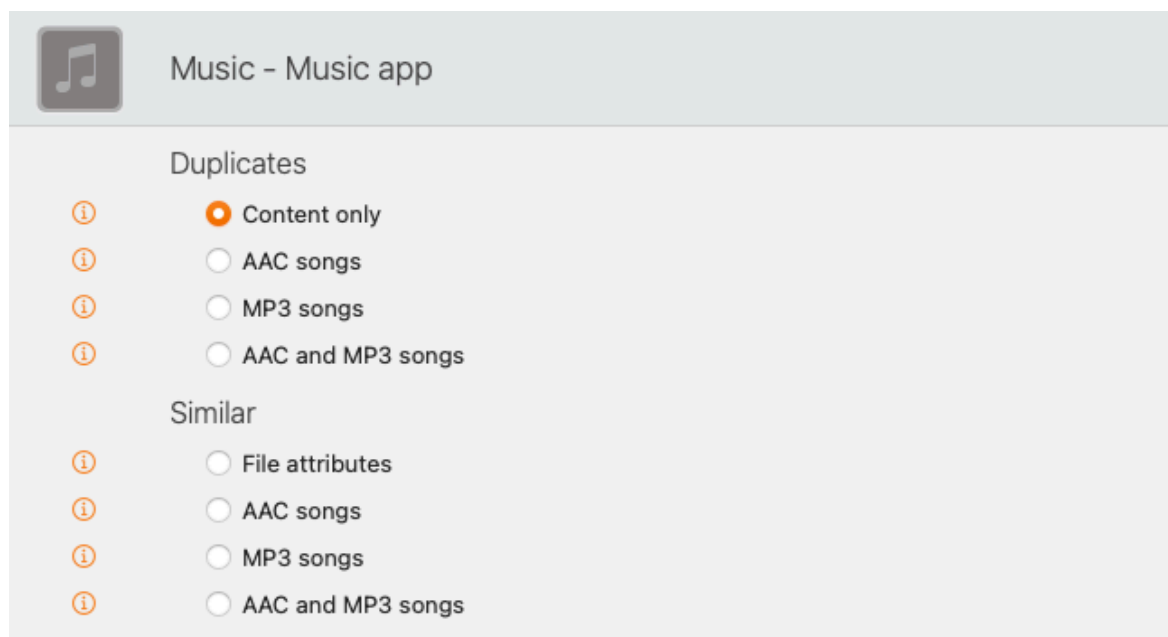 Music - Music app
Duplicates
Content only
AAC songs
MP3 songs
AAC and MP3 songs
Similar
File attributes
AAC songs
MP3 songs
AAC and MP3 songs